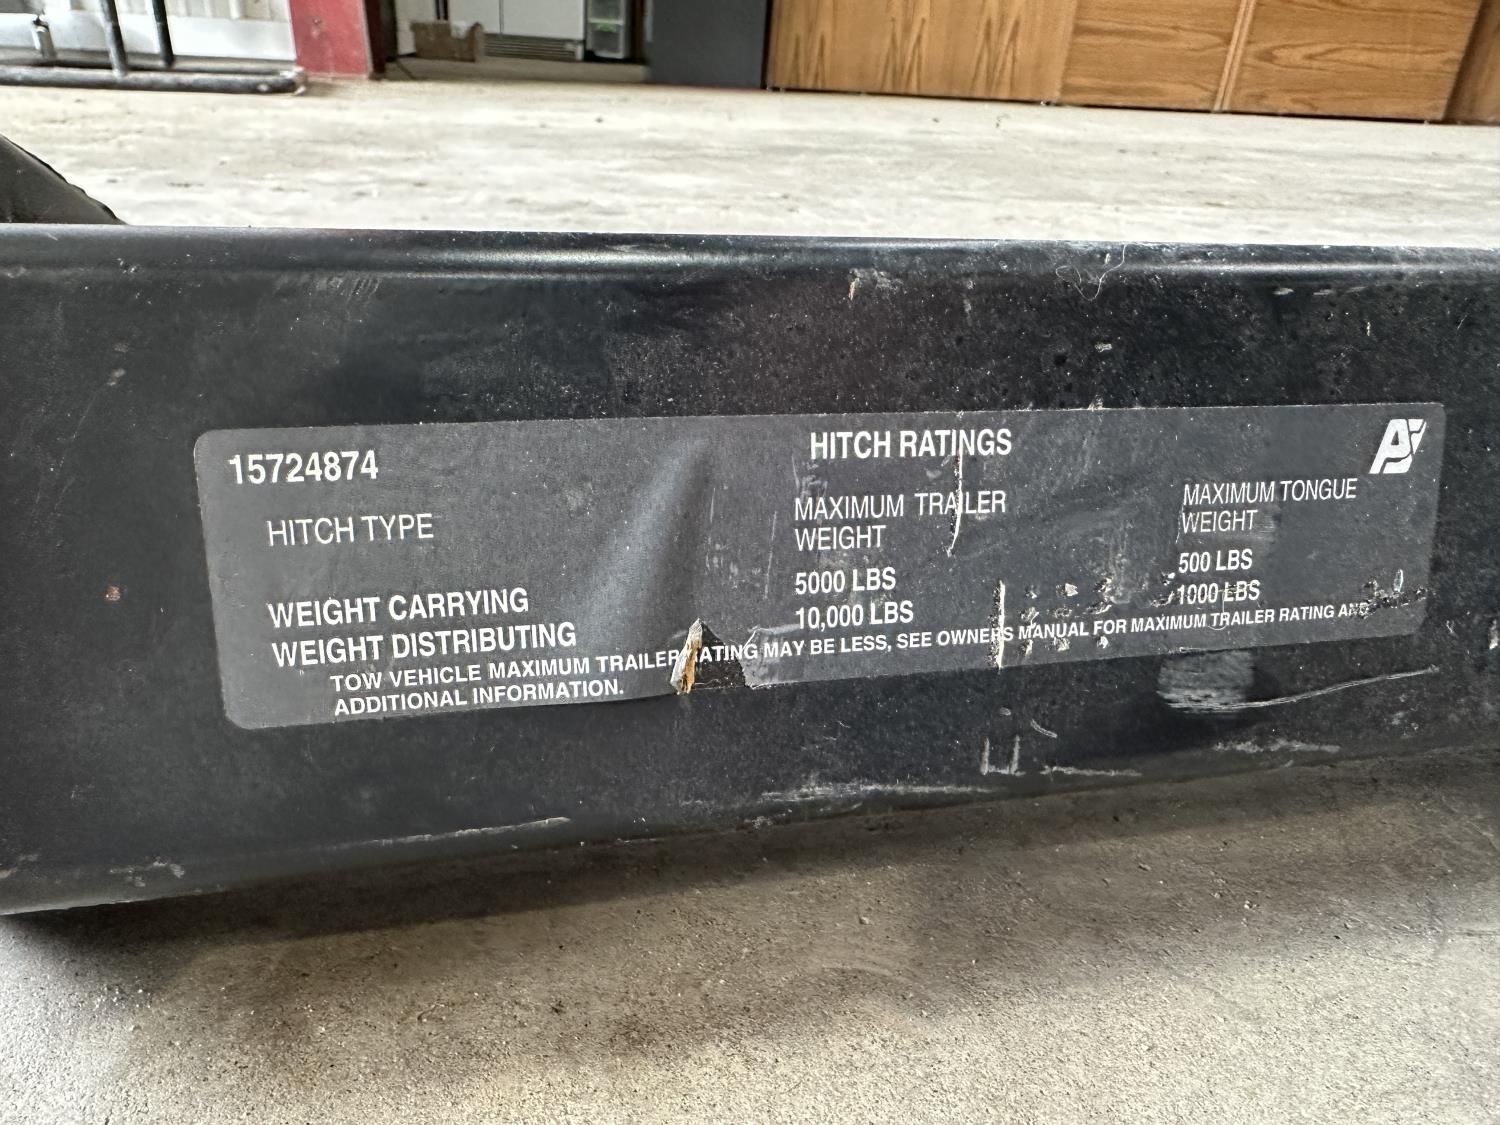 15724874
HITCH RATINGS
HITCH TYPE
MAXIMUM TRAILER
WEIGHT
MAXIMUM TONGUE
WEIGHT
WEIGHT CARRYING 5000 LBS 500 LBS
WEIGHT DISTRIBUTING 10,000 LBS 1000 LBS
TOW VEHICLE MAXIMUM TRAILER RATING MAY BE LESS, SEE OWNERS MANUAL FOR MAXIMUM TRAILER RATING AND
ADDITIONAL INFORMATION.